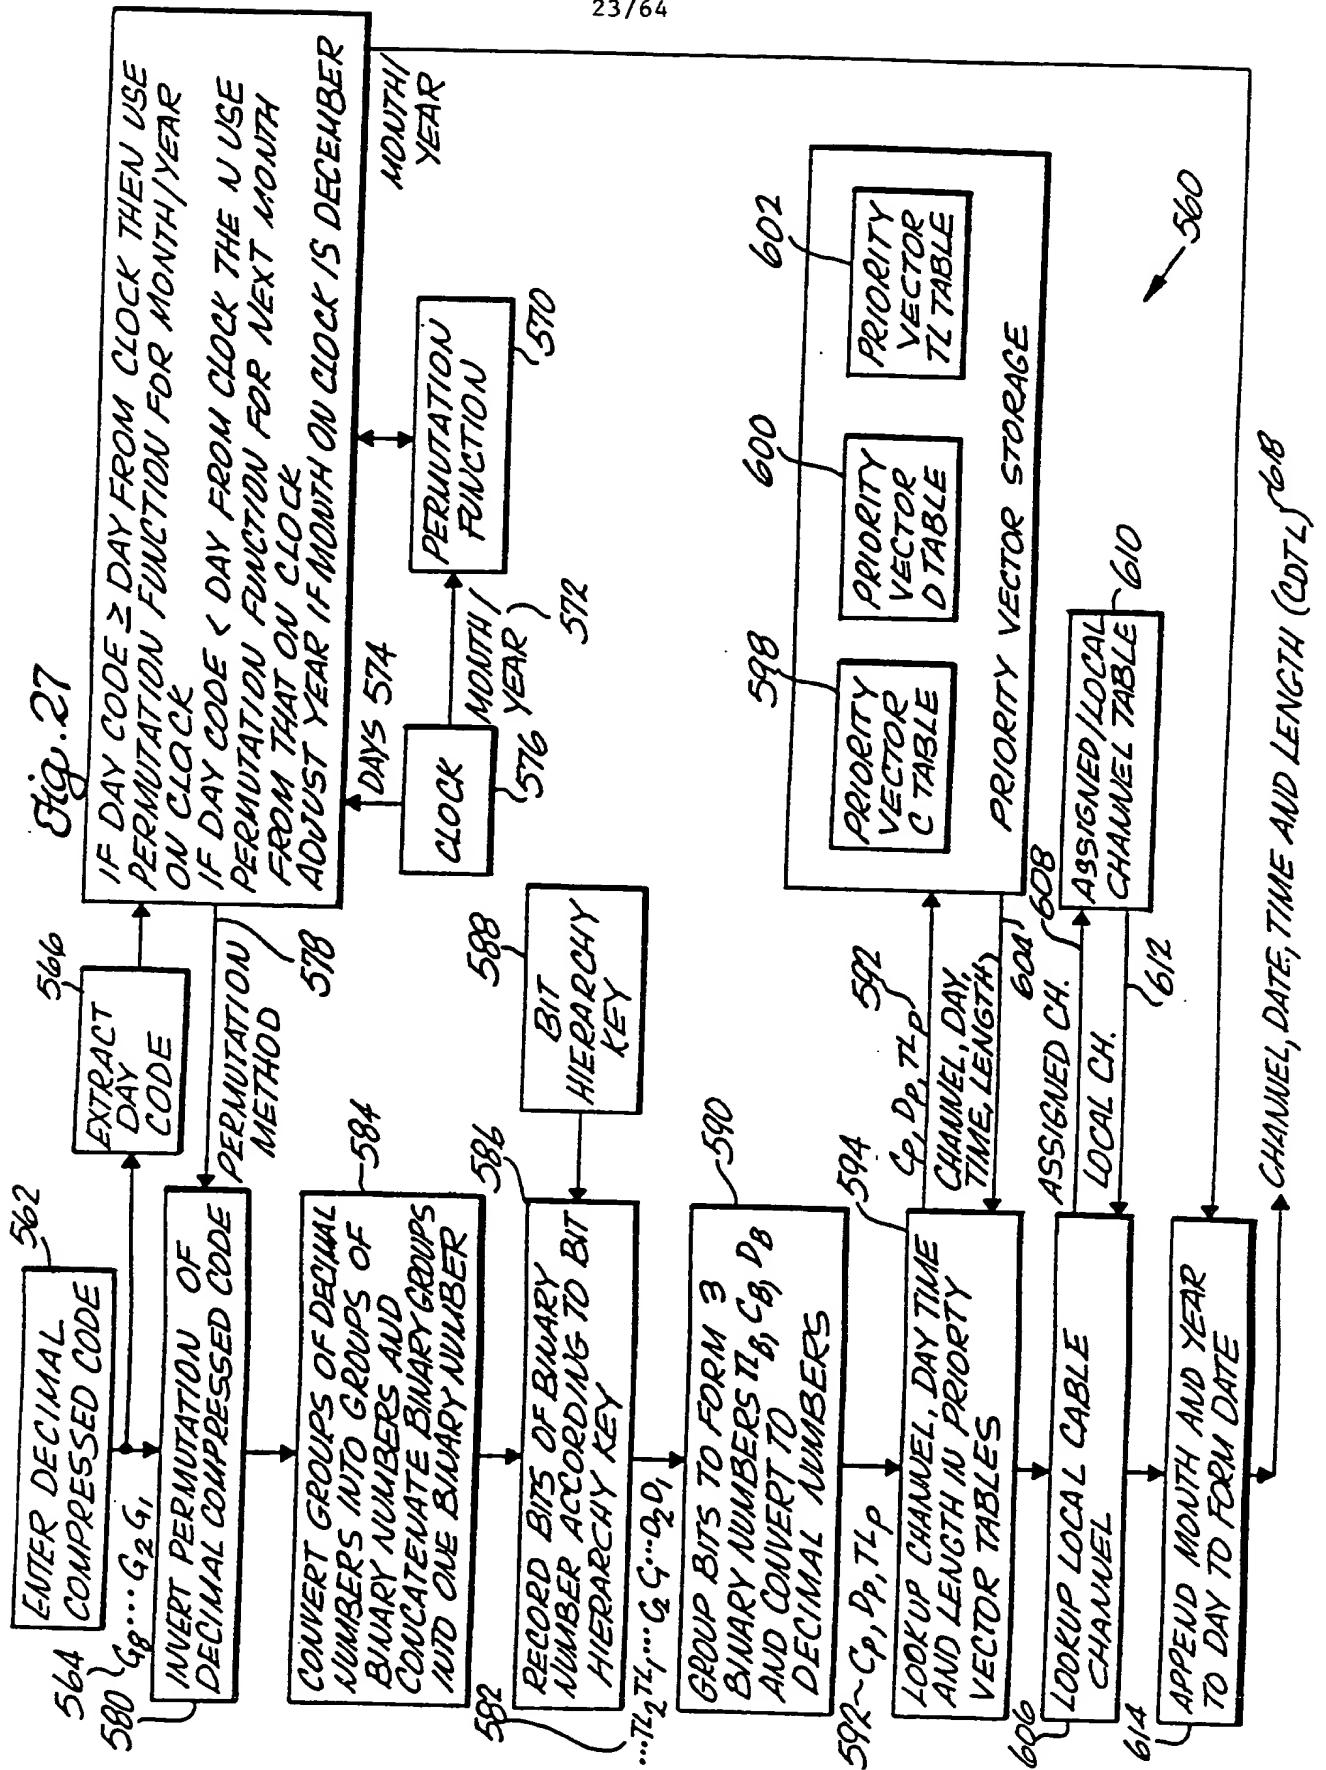 23/64
Fig. 27
562
ENTER DECIMAL
COMPRESSED CODE
564
G8....G2 G1
566
EXTRACT
DAY
CODE
IF DAY CODE ≥ DAY FROM CLOCK THEN USE
PERMUTATION FUNCTION FOR MONTH/YEAR
ON CLOCK
IF DAY CODE < DAY FROM CLOCK THE N USE
PERMUTATION FUNCTION FOR NEXT MONTH
FROM THAT ON CLOCK
ADJUST YEAR IF MONTH ON CLOCK IS DECEMBER
MONTH/
YEAR
580
INVERT PERMUTATION OF
DECIMAL COMPRESSED CODE
PERMUTATION
METHOD
578
DAYS 574
CLOCK
576
MONTH/
YEAR
572
PERMUTATION
FUNCTION
570
584
CONVERT GROUPS OF DECIMAL
NUMBERS INTO GROUPS OF
BINARY NUMBERS AND
CONCATENATE BINARY GROUPS
INTO ONE BINARY NUMBER
586
RECORD BITS OF BINARY
NUMBER ACCORDING TO BIT
HIERARCHY KEY
588
BIT
HIERARCHY
KEY
582
...TL2 TL1....C2 C1...D2 D1
590
GROUP BITS TO FORM 3
BINARY NUMBERS TLB, CB, DB
AND CONVERT TO
DECIMAL NUMBERS
592~CP, DP, TLP
594
LOOKUP CHANNEL, DAY TIME
AND LENGTH IN PRIORITY
VECTOR TABLES
CP, DP, TLP
592
CHANNEL, DAY,
TIME, LENGTH
604
598
PRIORITY
VECTOR
C TABLE
600
PRIORITY
VECTOR
D TABLE
602
PRIORITY
VECTOR
TL TABLE
PRIORITY VECTOR STORAGE
560
606
LOOKUP LOCAL CABLE
CHANNEL
ASSIGNED CH.
608
LOCAL CH.
612
ASSIGNED/LOCAL
CHANNEL TABLE
610
614
APPEND MONTH AND YEAR
TO DAY TO FORM DATE
CHANNEL, DATE, TIME AND LENGTH (CDTL)
618